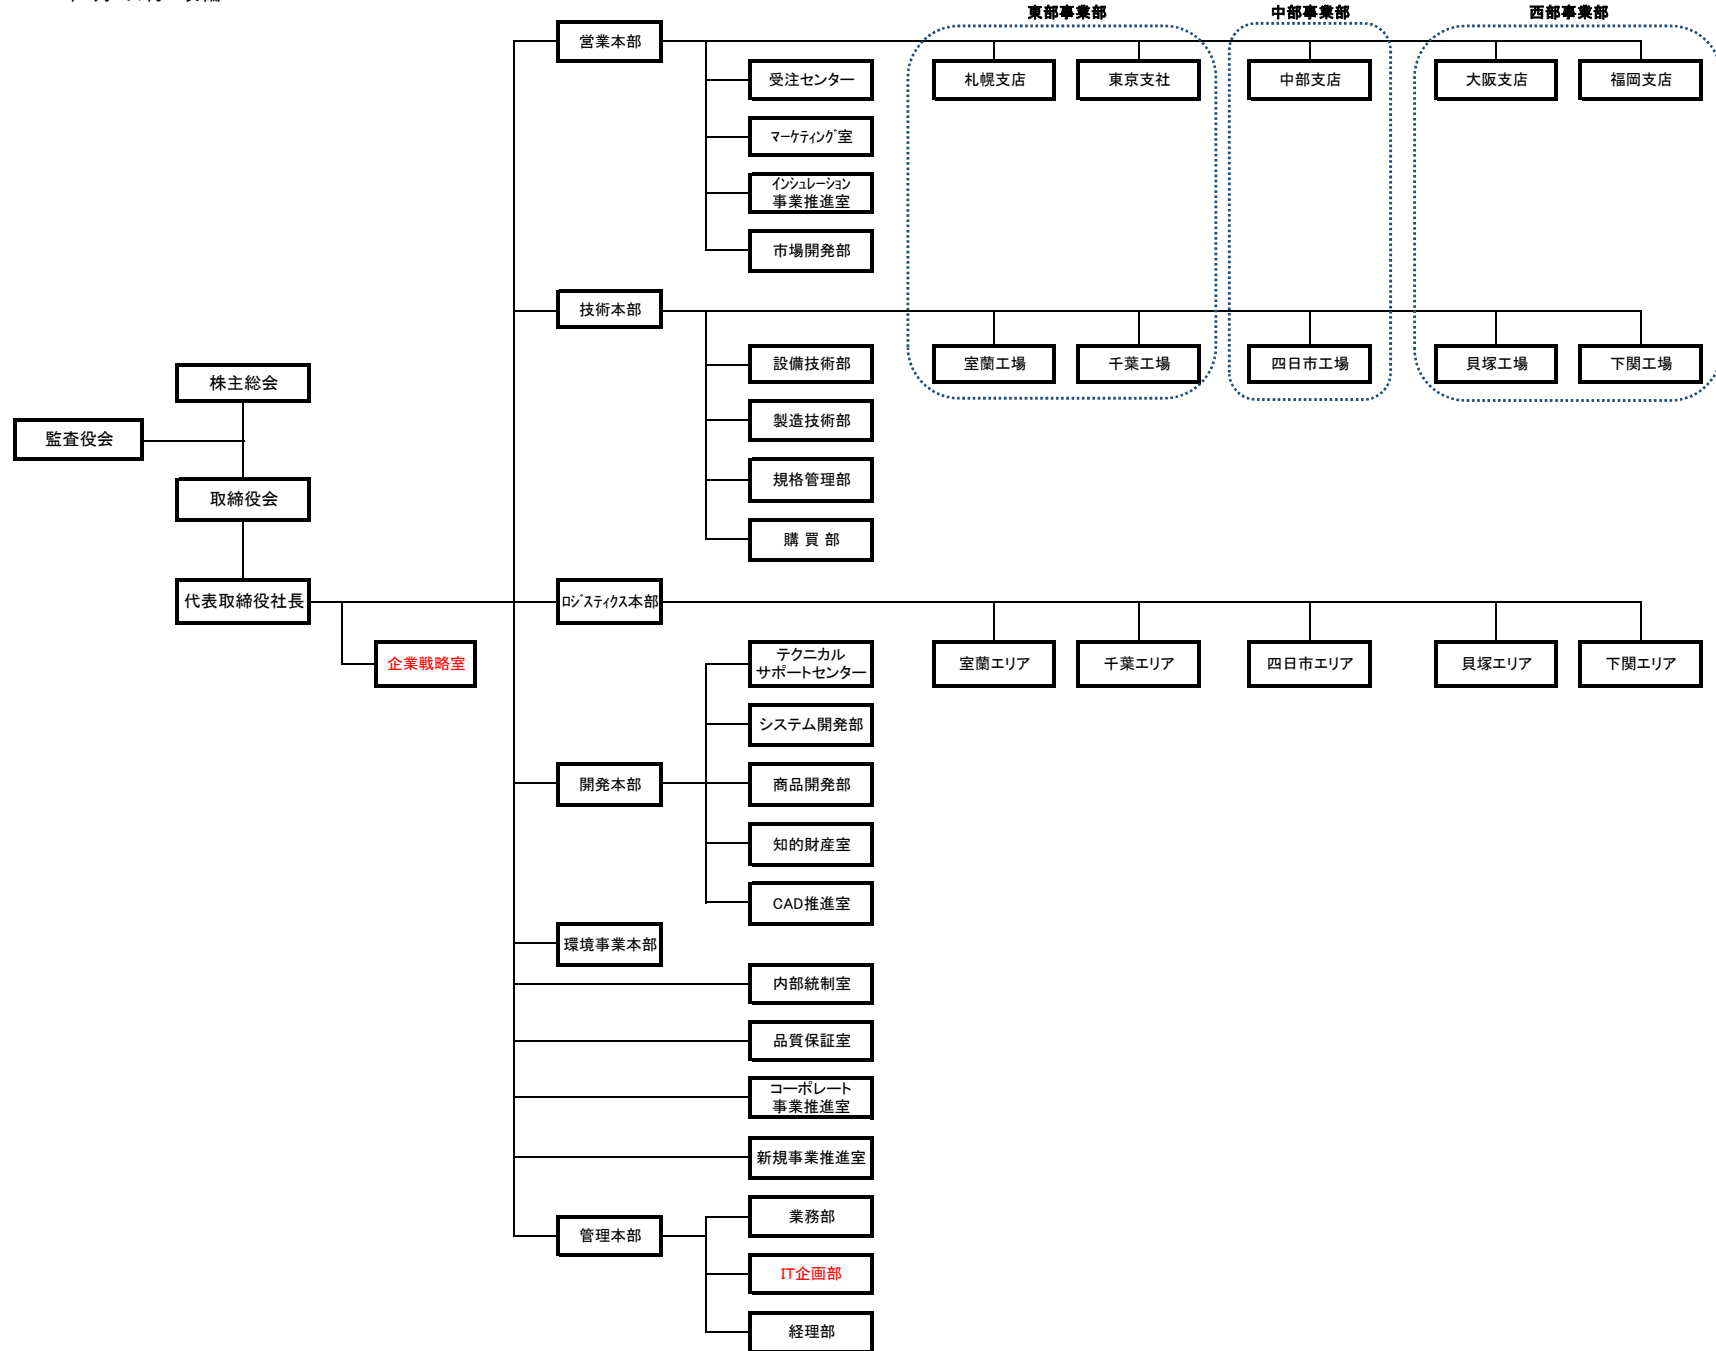 東部事業部
中部事業部
西部事業部
営業本部
受注センター
札幌支店
東京支社
中部支店
大阪支店
福岡支店
ﾏｰｹﾃｨﾝｸﾞ室
ｲﾝｼｭﾚｰｼｮﾝ
事業推進室
市場開発部
技術本部
設備技術部
室蘭工場
千葉工場
四日市工場
貝塚工場
下関工場
製造技術部
規格管理部
購 買 部
株主総会
監査役会
取締役会
代表取締役社長
企業戦略室
ﾛｼﾞｽﾃｨｸｽ本部
室蘭エリア
千葉エリア
四日市エリア
貝塚エリア
下関エリア
テクニカル
サポートセンター
システム開発部
開発本部
商品開発部
知的財産室
CAD推進室
環境事業本部
内部統制室
品質保証室
コーポレート
事業推進室
新規事業推進室
管理本部
業務部
IT企画部
経理部